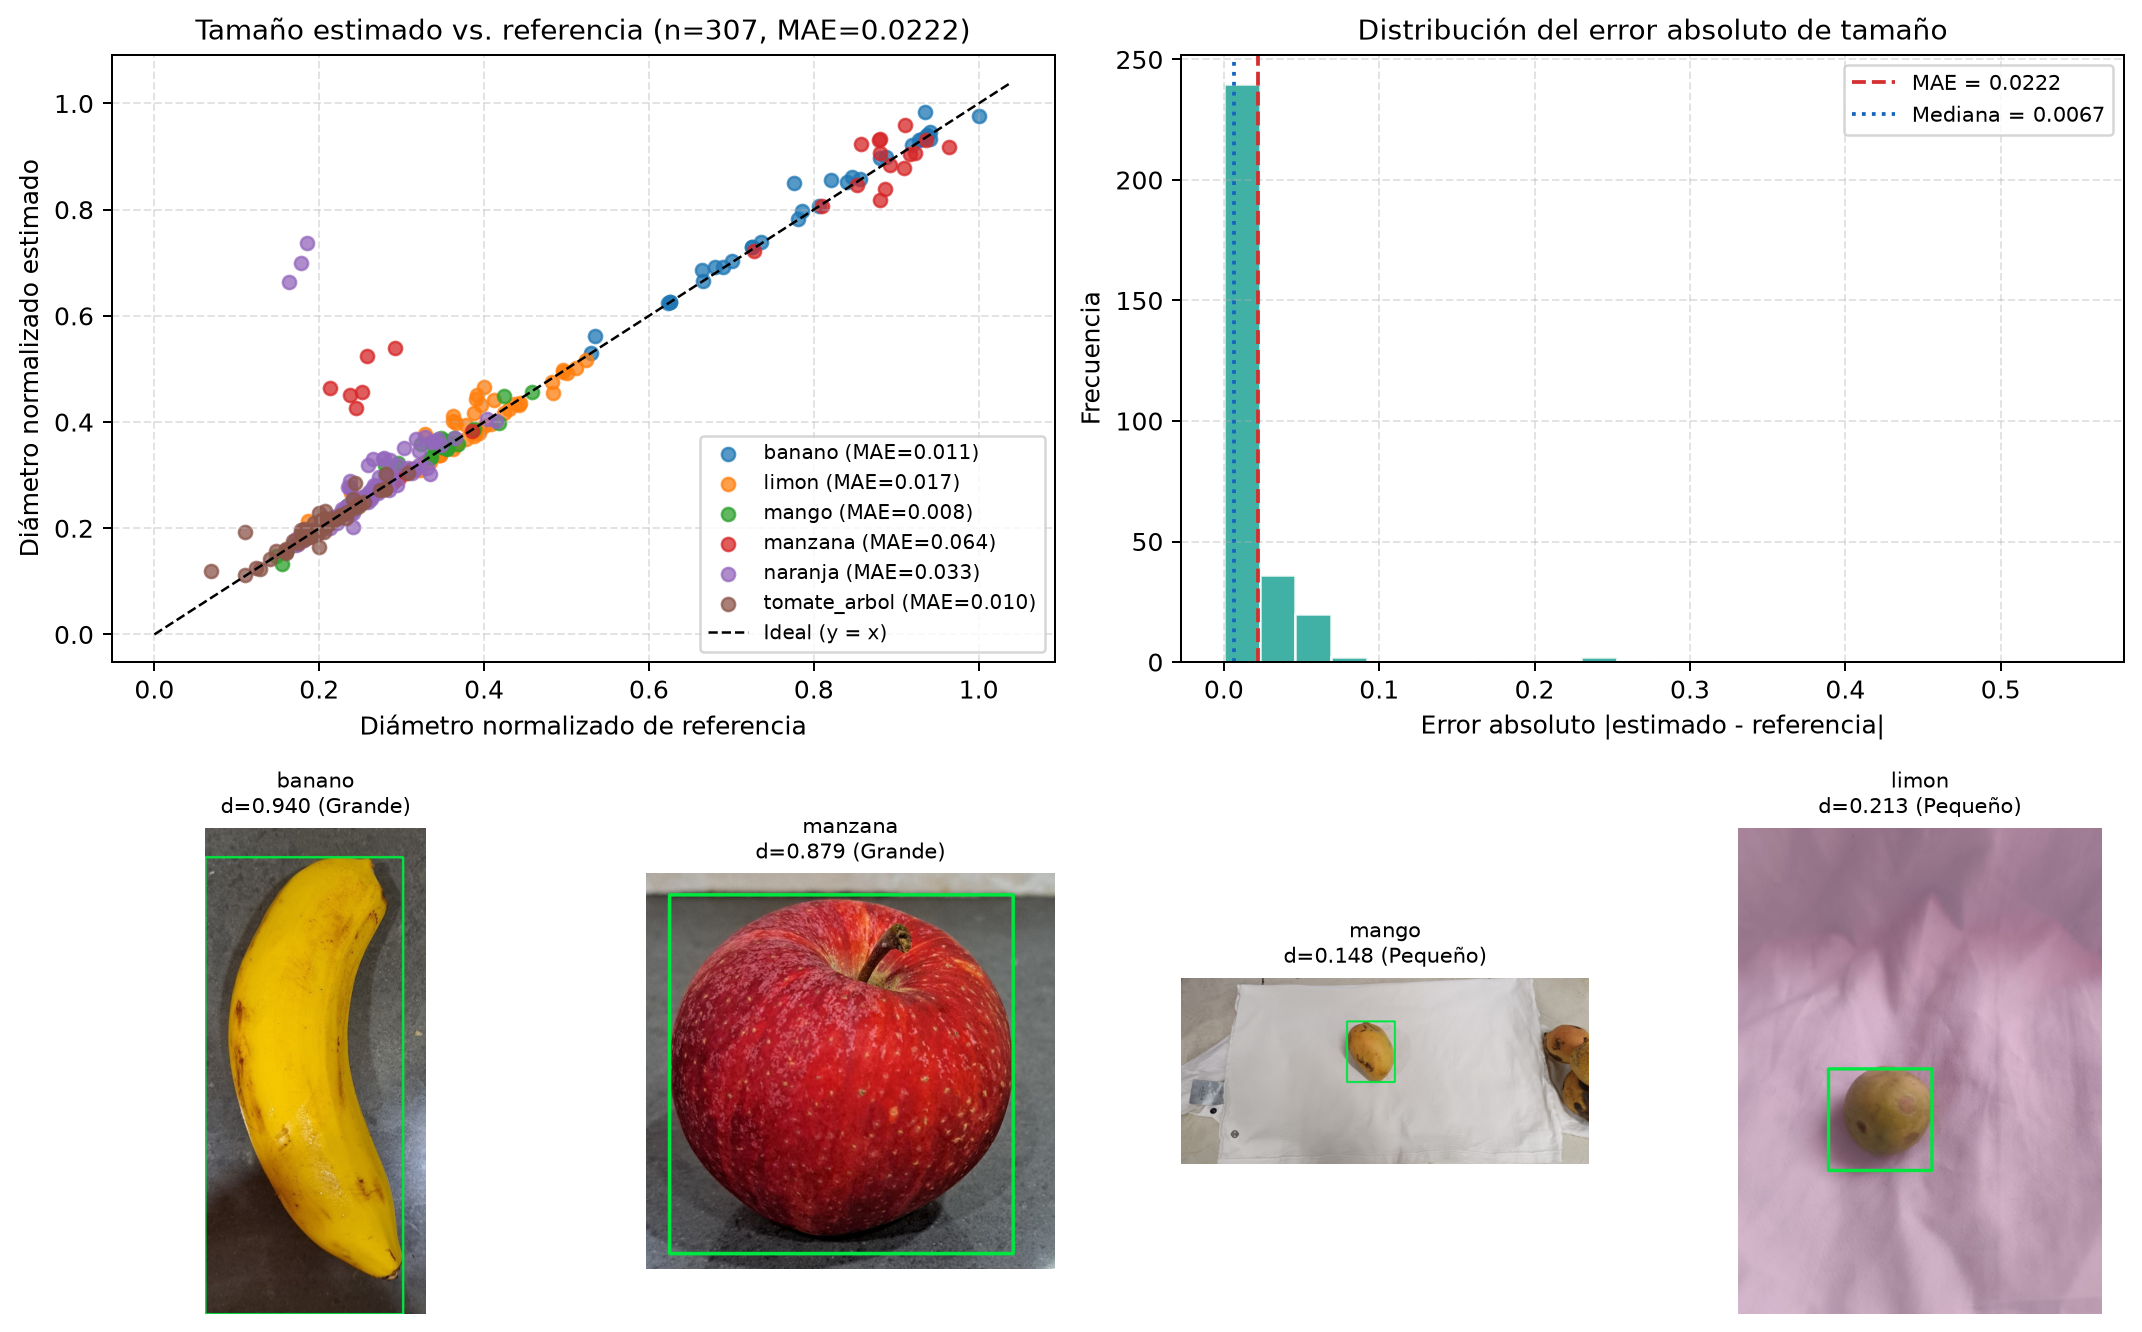 Tamaño estimado vs. referencia (n=307, MAE=0.0222)
Diámetro normalizado estimado
1.0
0.8
0.6
0.4
0.2
0.0
banano (MAE=0.011)
limon (MAE=0.017)
mango (MAE=0.008)
manzana (MAE=0.064)
naranja (MAE=0.033)
tomate_arbol (MAE=0.010)
Ideal (y = x)
0.0 0.2 0.4 0.6 0.8 1.0
Diámetro normalizado de referencia
Distribución del error absoluto de tamaño
Frecuencia
250
200
150
100
50
0
MAE = 0.0222
Mediana = 0.0067
0.0 0.1 0.2 0.3 0.4 0.5
Error absoluto |estimado - referencia|
banano
d=0.940 (Grande)
manzana
d=0.879 (Grande)
mango
d=0.148 (Pequeño)
limon
d=0.213 (Pequeño)